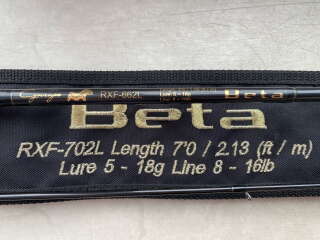 RXF-662L Beta
Beta
RXF-702L Length 7'0 / 2.13 (ft / m)
Lure 5 - 18g Line 8 - 16lb